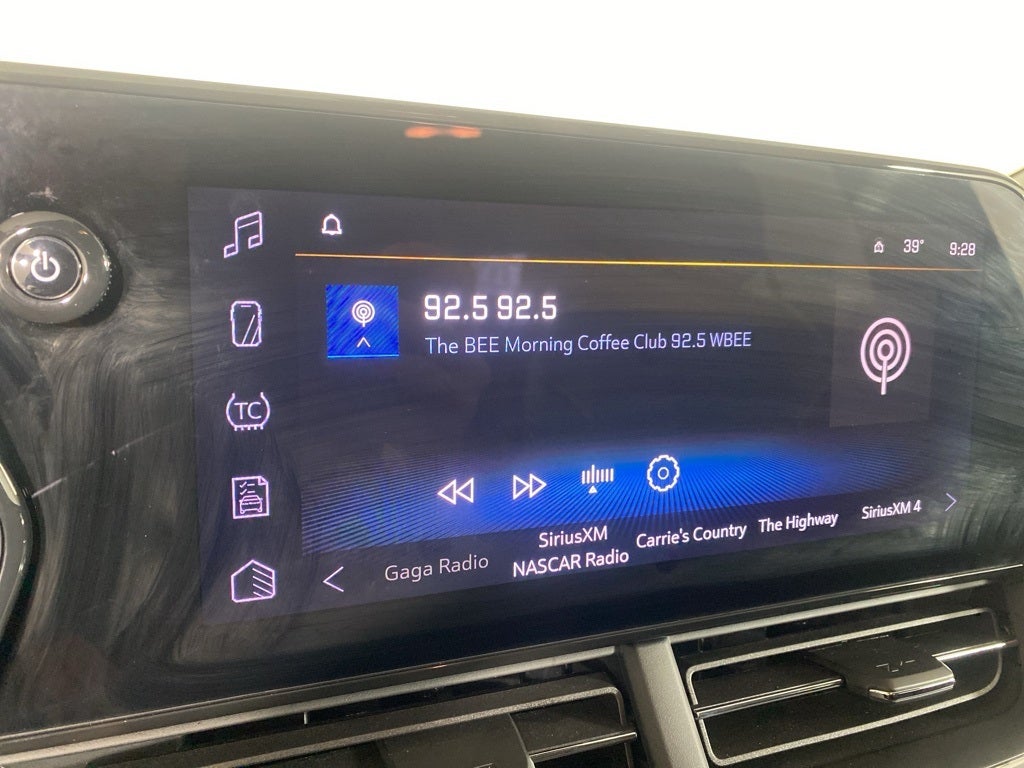 39° 9:28
92.5 92.5
The BEE Morning Coffee Club 92.5 WBEE
TC
Gaga Radio
SiriusXM
NASCAR Radio
Carrie's Country
The Highway
SiriusXM 4